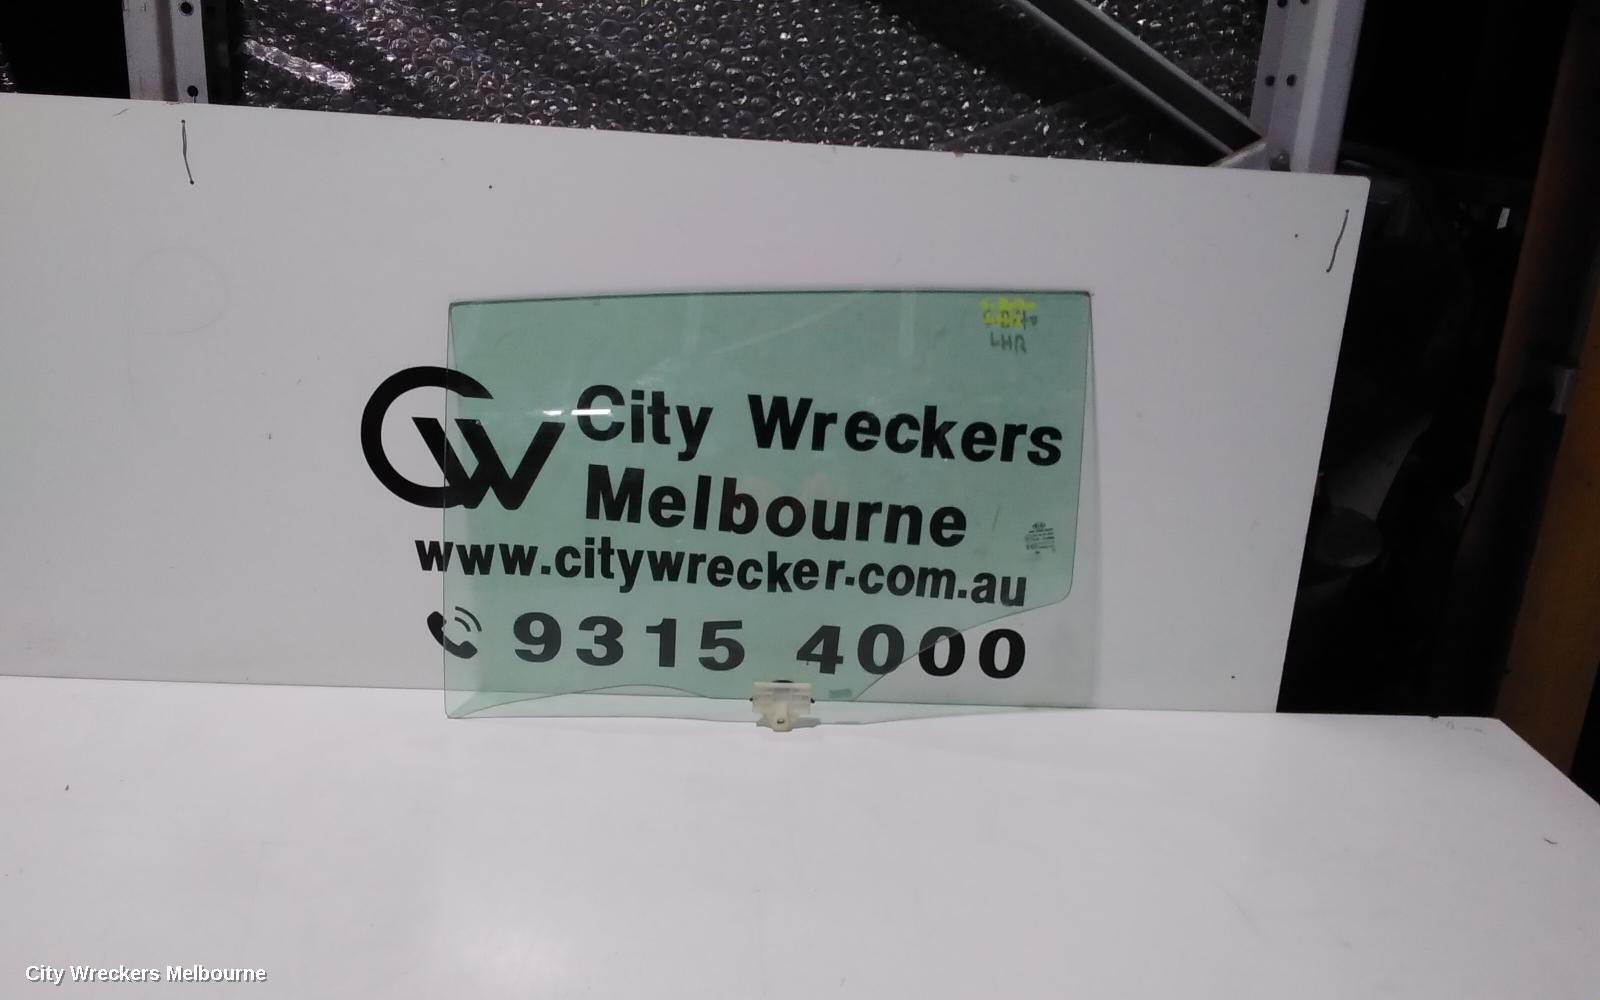 LHR
CW City Wreckers
Melbourne
www.citywrecker.com.au
9315 4000
City Wreckers Melbourne